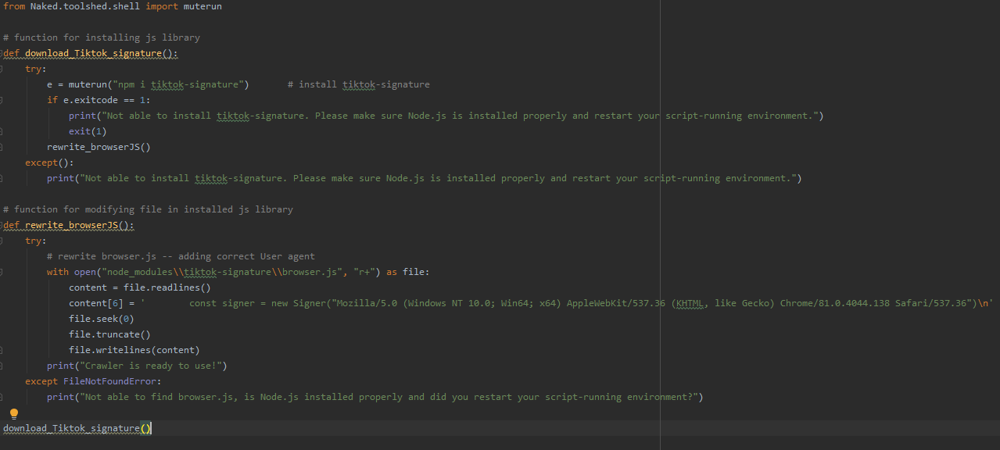 from Naked.toolshed.shell import muterun
# function for installing js library
def download_Tiktok_signature():
    try:
        e = muterun("npm i tiktok-signature")       # install tiktok-signature
        if e.exitcode == 1:
            print("Not able to install tiktok-signature. Please make sure Node.js is installed properly and restart your script-running environment.")
            exit(1)
        rewrite_browserJS()
    except():
        print("Not able to install tiktok-signature. Please make sure Node.js is installed properly and restart your script-running environment.")
# function for modifying file in installed js library
def rewrite_browserJS():
    try:
        # rewrite browser.js -- adding correct User agent
        with open("node_modules\\tiktok-signature\\browser.js", "r+") as file:
            content = file.readlines()
            content[6] = '        const signer = new Signer("Mozilla/5.0 (Windows NT 10.0; Win64; x64) AppleWebKit/537.36 (KHTML, like Gecko) Chrome/81.0.4044.138 Safari/537.36")\n'
            file.seek(0)
            file.truncate()
            file.writelines(content)
        print("Crawler is ready to use!")
    except FileNotFoundError:
        print("Not able to find browser.js, is Node.js installed properly and did you restart your script-running environment?")
download_Tiktok_signature()